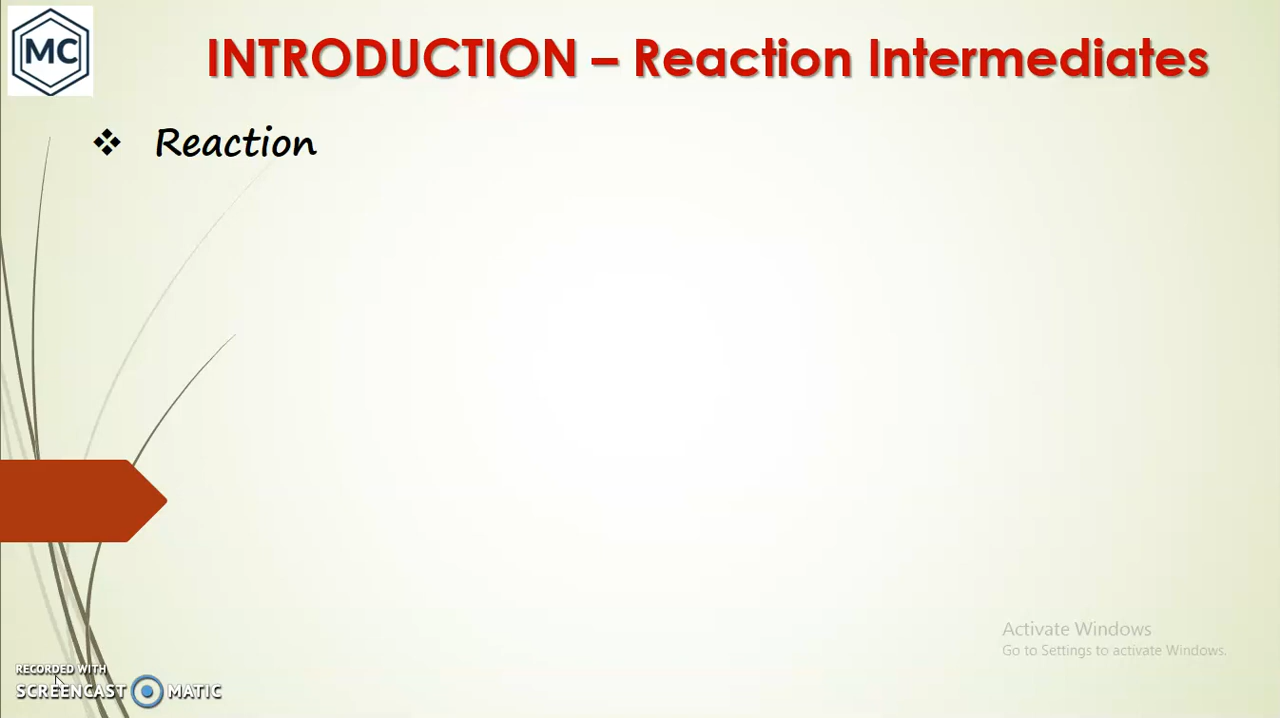 MC
INTRODUCTION – Reaction Intermediates
❖ Reaction
Activate Windows
Go to Settings to activate Windows.
RECORDED WITH
SCREENCAST MATIC